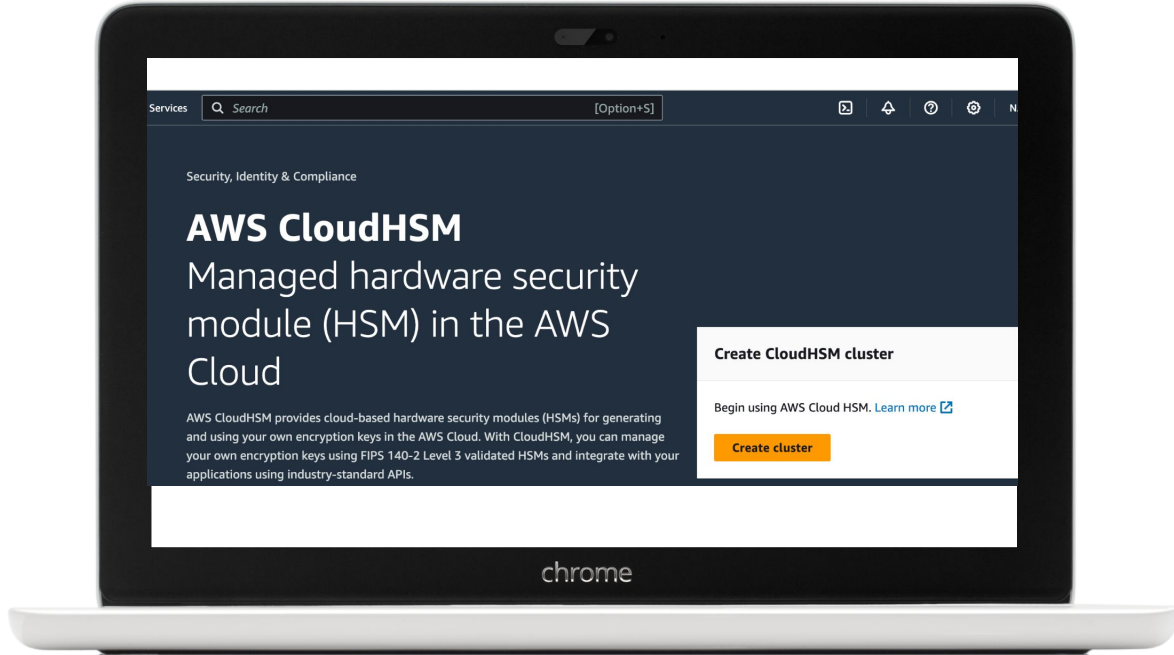 Services
Search
[Option+S]
N
Security, Identity & Compliance
AWS CloudHSM
Managed hardware security
module (HSM) in the AWS
Cloud
AWS CloudHSM provides cloud-based hardware security modules (HSMs) for generating
and using your own encryption keys in the AWS Cloud. With CloudHSM, you can manage
your own encryption keys using FIPS 140-2 Level 3 validated HSMs and integrate with your
applications using industry-standard APIs.
Create CloudHSM cluster
Begin using AWS Cloud HSM. Learn more
Create cluster
chrome